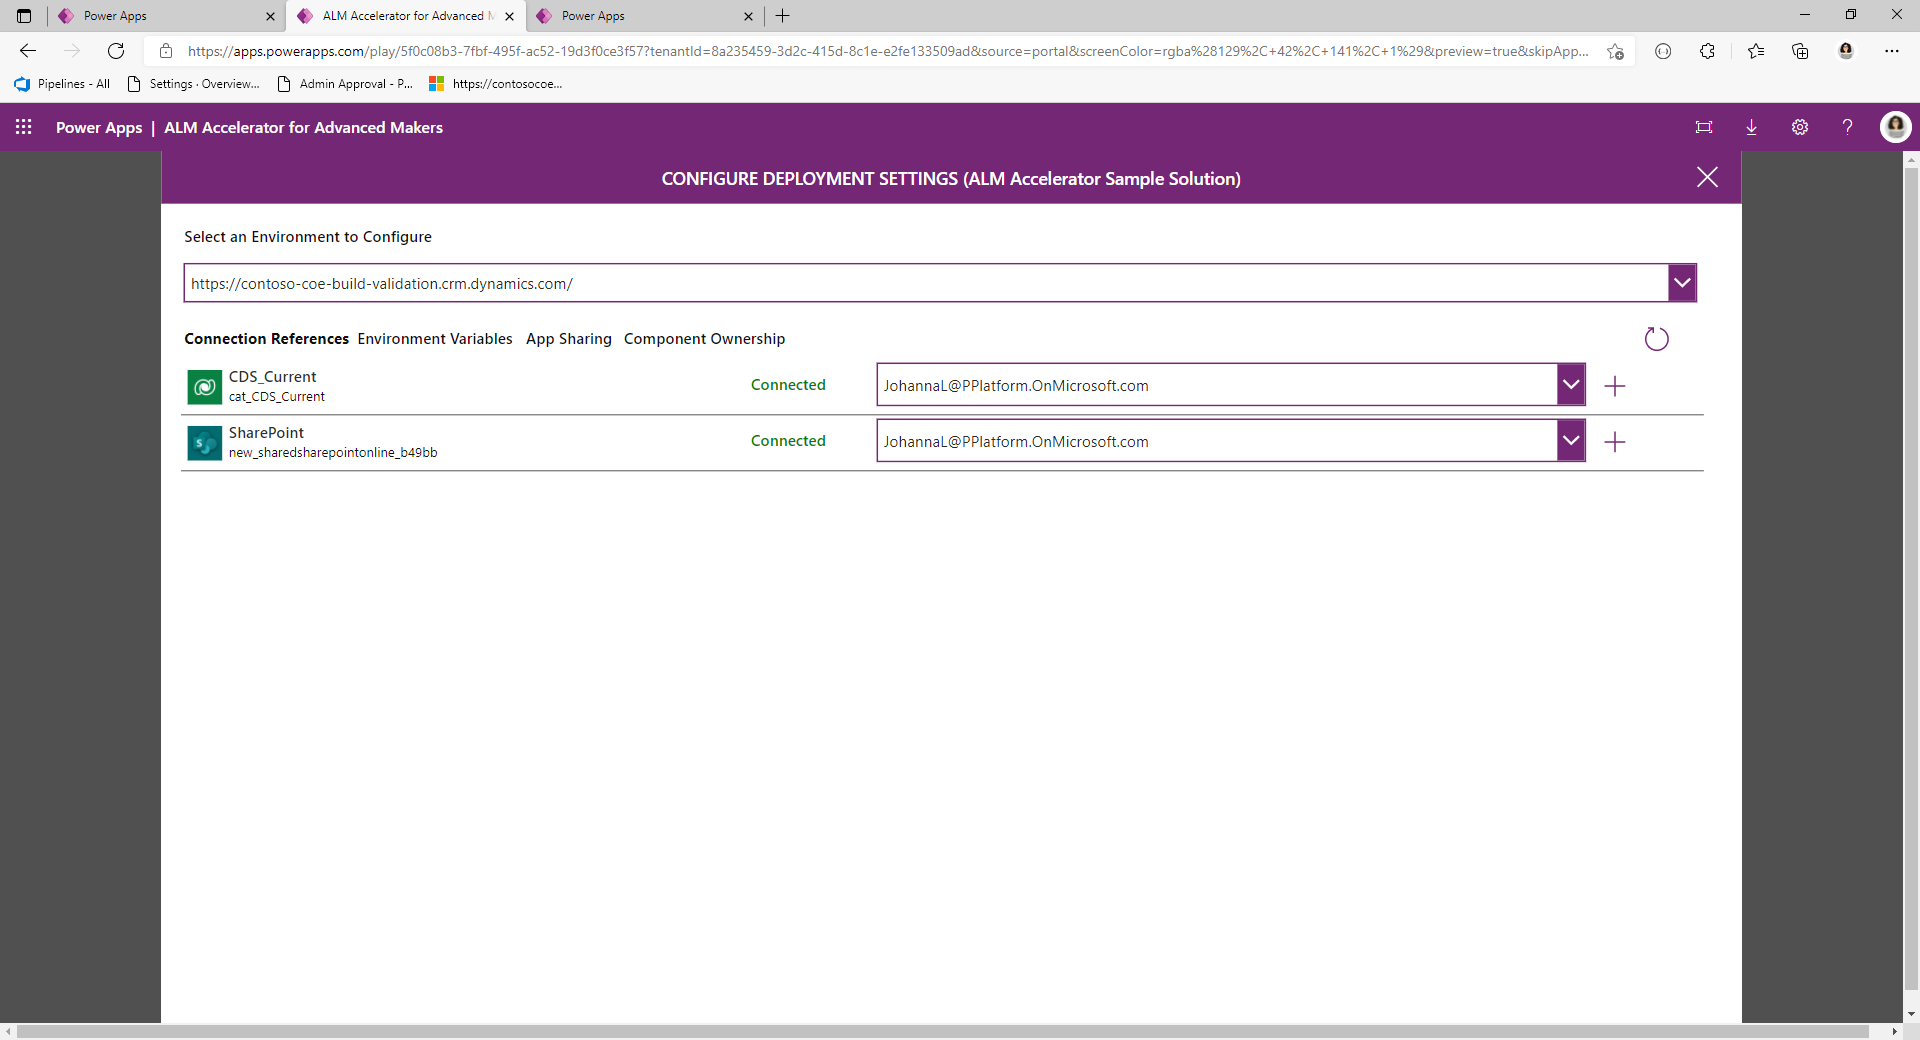 Power Apps
ALM Accelerator for Advanced M
Power Apps
https://apps.powerapps.com/play/5f0c08b3-7fbf-495f-ac52-19d3f0ce3f57?tenantId=8a235459-3d2c-415d-8c1e-e2fe133509ad&source=portal&screenColor=rgba%28129%2C+42%2C+141%2C+1%29&preview=true&skipApp...
Pipelines - All
Settings · Overview...
Admin Approval - P...
https://contosocoe...
Power Apps | ALM Accelerator for Advanced Makers
CONFIGURE DEPLOYMENT SETTINGS (ALM Accelerator Sample Solution)
Select an Environment to Configure
https://contoso-coe-build-validation.crm.dynamics.com/
Connection References Environment Variables App Sharing Component Ownership
CDS_Current
cat_CDS_Current
Connected
JohannaL@PPlatform.OnMicrosoft.com
SharePoint
new_sharedsharepointonline_b49bb
Connected
JohannaL@PPlatform.OnMicrosoft.com